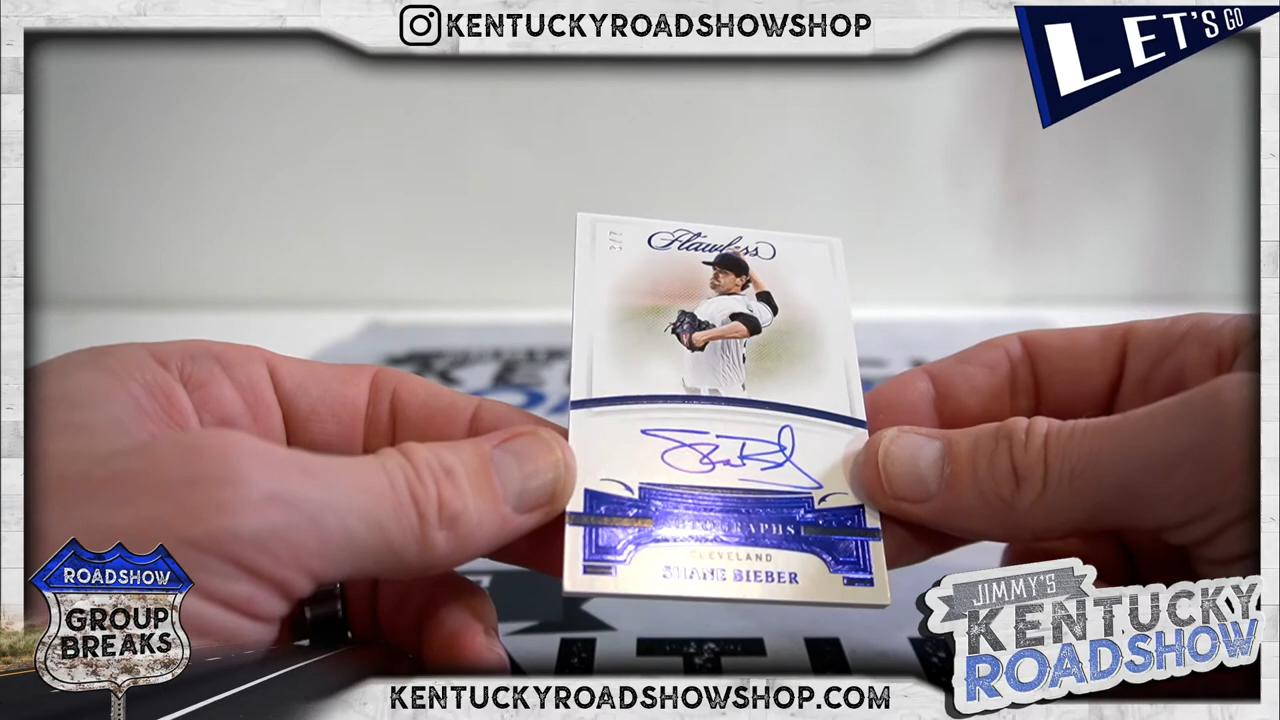 KENTUCKYROADSHOWSHOP
LET'S GO
Flawless
AUTOGRAPHS
CLEVELAND
SHANE BIEBER
ROADSHOW
GROUP
BREAKS
JIMMY'S
KENTUCKY
ROADSHOW
KENTUCKYROADSHOWSHOP.COM